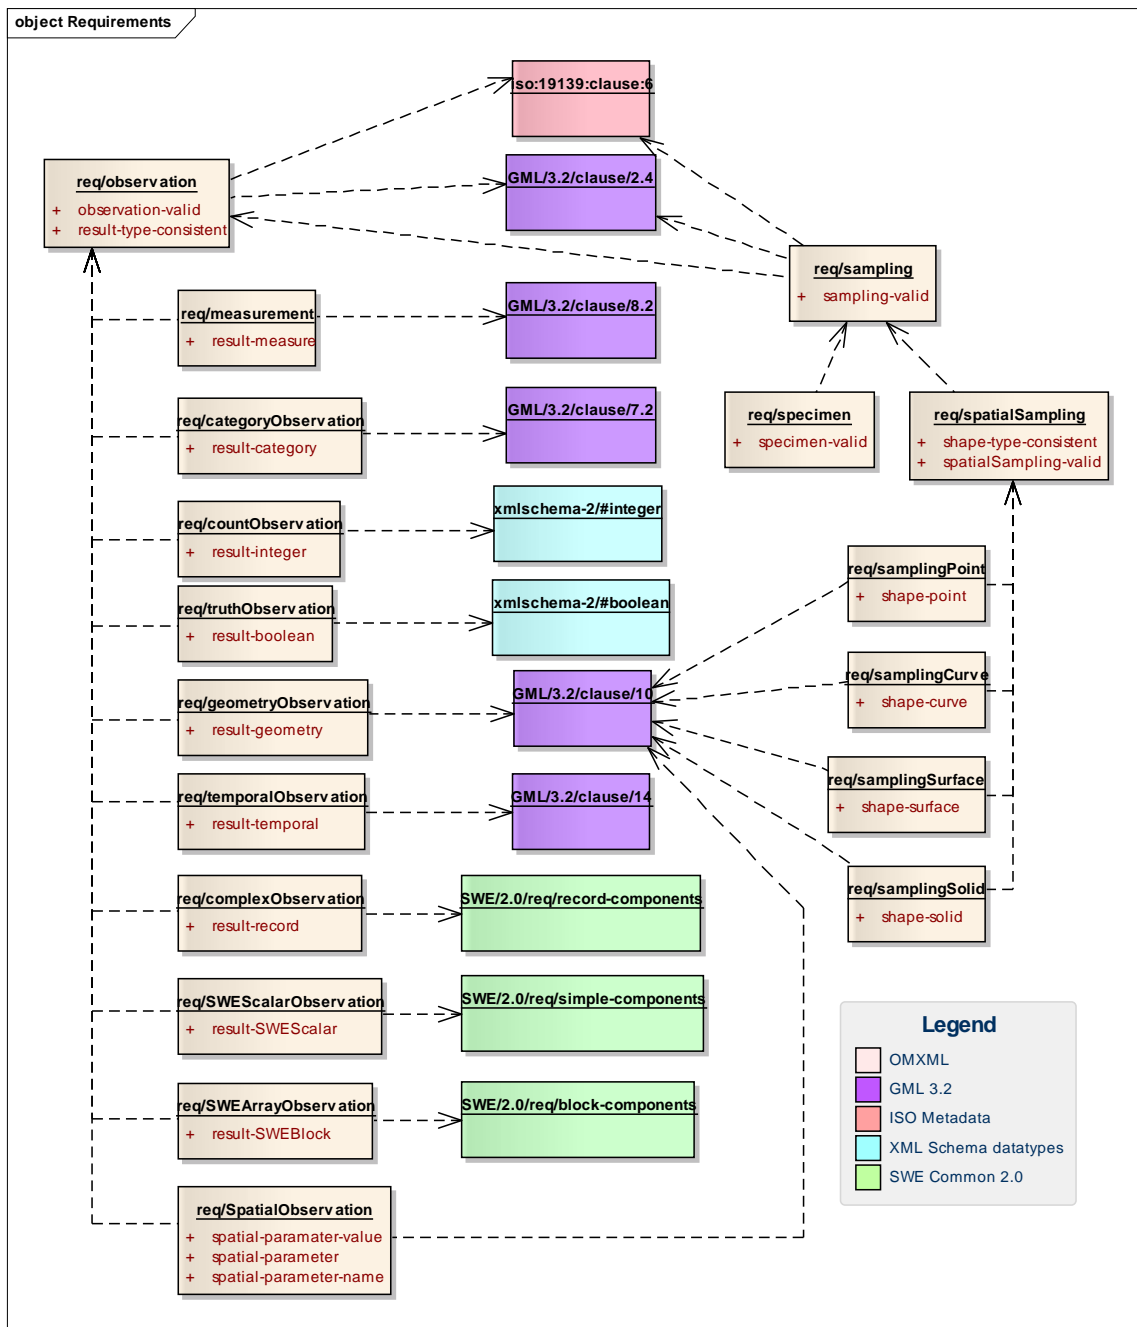 object Requirements
iso:19139:clause:6
req/observation
+ observation-valid
+ result-type-consistent
GML/3.2/clause/2.4
req/sampling
+ sampling-valid
req/measurement
+ result-measure
GML/3.2/clause/8.2
req/categoryObservation
+ result-category
GML/3.2/clause/7.2
req/specimen
+ specimen-valid
req/spatialSampling
+ shape-type-consistent
+ spatialSampling-valid
req/countObservation
+ result-integer
xmlschema-2/#integer
req/truthObservation
+ result-boolean
xmlschema-2/#boolean
req/samplingPoint
+ shape-point
req/geometryObservation
+ result-geometry
GML/3.2/clause/10
req/samplingCurve
+ shape-curve
req/temporalObservation
+ result-temporal
GML/3.2/clause/14
req/samplingSurface
+ shape-surface
req/complexObservation
+ result-record
SWE/2.0/req/record-components
req/samplingSolid
+ shape-solid
req/SWEScalarObservation
+ result-SWEScalar
SWE/2.0/req/simple-components
req/SWEArrayObservation
+ result-SWEBlock
SWE/2.0/req/block-components
req/SpatialObservation
+ spatial-paramater-value
+ spatial-parameter
+ spatial-parameter-name
Legend
OMXML
GML 3.2
ISO Metadata
XML Schema datatypes
SWE Common 2.0